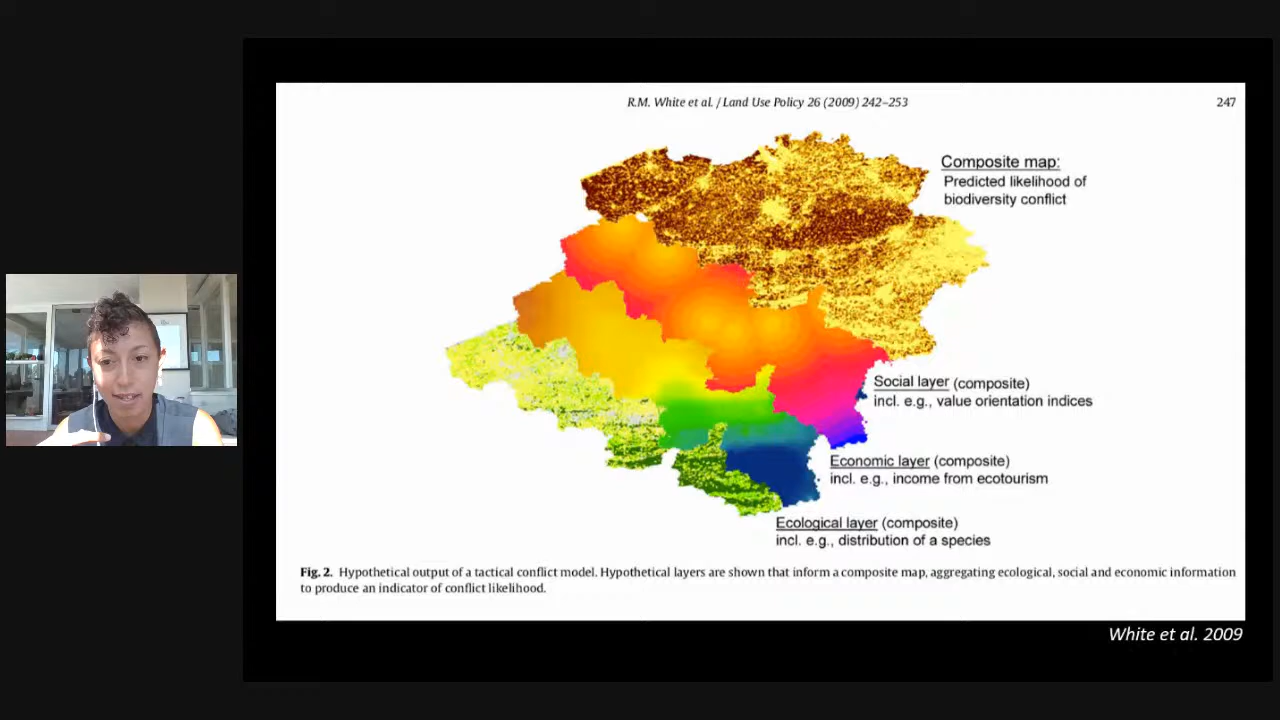 R.M. White et al. / Land Use Policy 26 (2009) 242–253
247
Composite map:
Predicted likelihood of
biodiversity conflict
Social layer (composite)
incl. e.g., value orientation indices
Economic layer (composite)
incl. e.g., income from ecotourism
Ecological layer (composite)
incl. e.g., distribution of a species
Fig. 2. Hypothetical output of a tactical conflict model. Hypothetical layers are shown that inform a composite map, aggregating ecological, social and economic information
to produce an indicator of conflict likelihood.
White et al. 2009